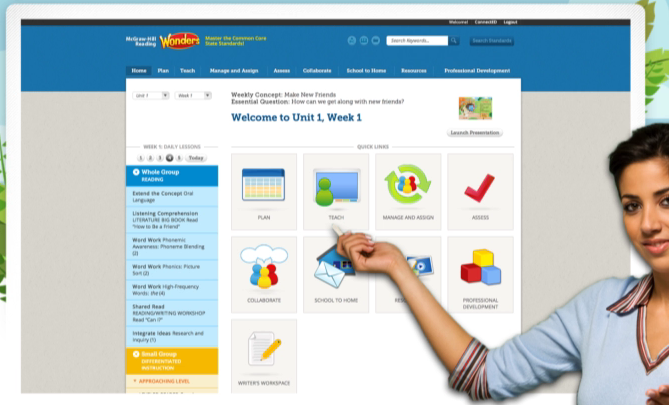 Welcome! ConnectED Logout
McGraw-Hill
Reading
Wonders
Master the Common Core
State Standards!
Search Keywords...
Search Standards
Home Plan Teach Manage and Assign Assess Collaborate School to Home Resources Professional Development
Unit 1 Week 1
Weekly Concept: Make New Friends
Essential Question: How can we get along with new friends?
Welcome to Unit 1, Week 1
Launch Presentation
WEEK 1: DAILY LESSONS
1 2 3 4 5 Today
Whole Group
READING
Extend the Concept Oral
Language
Listening Comprehension
LITERATURE BIG BOOK Read
"How to Be a Friend"
Word Work Phonemic
Awareness: Phoneme Blending
(2)
Word Work Phonics: Picture
Sort (2)
Word Work High-Frequency
Words: the (4)
Shared Read
READING/WRITING WORKSHOP
Read "Can I?"
Integrate Ideas Research and
Inquiry (1)
Small Group
DIFFERENTIATED
INSTRUCTION
APPROACHING LEVEL
QUICK LINKS
PLAN
TEACH
MANAGE AND ASSIGN
ASSESS
COLLABORATE
SCHOOL TO HOME
PROFESSIONAL
DEVELOPMENT
WRITER'S WORKSPACE